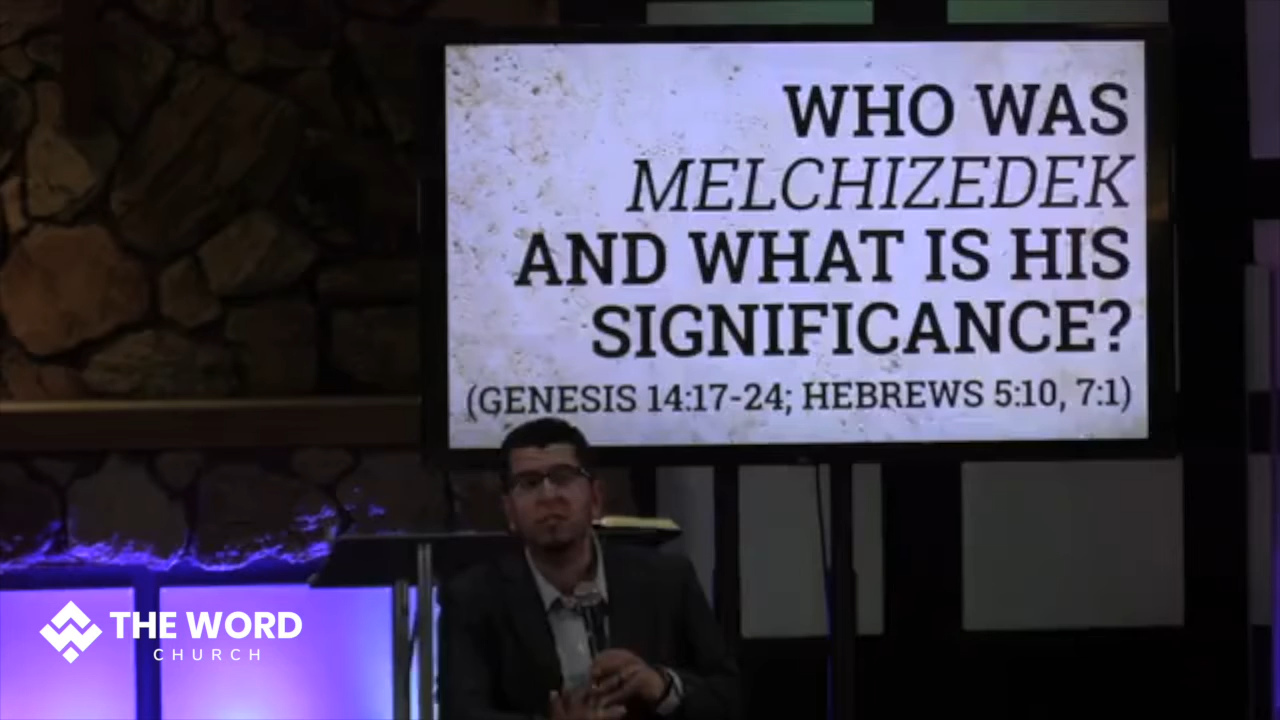 WHO WAS
MELCHIZEDEK
AND WHAT IS HIS
SIGNIFICANCE?
(GENESIS 14:17-24; HEBREWS 5:10, 7:1)
THE WORD
CHURCH